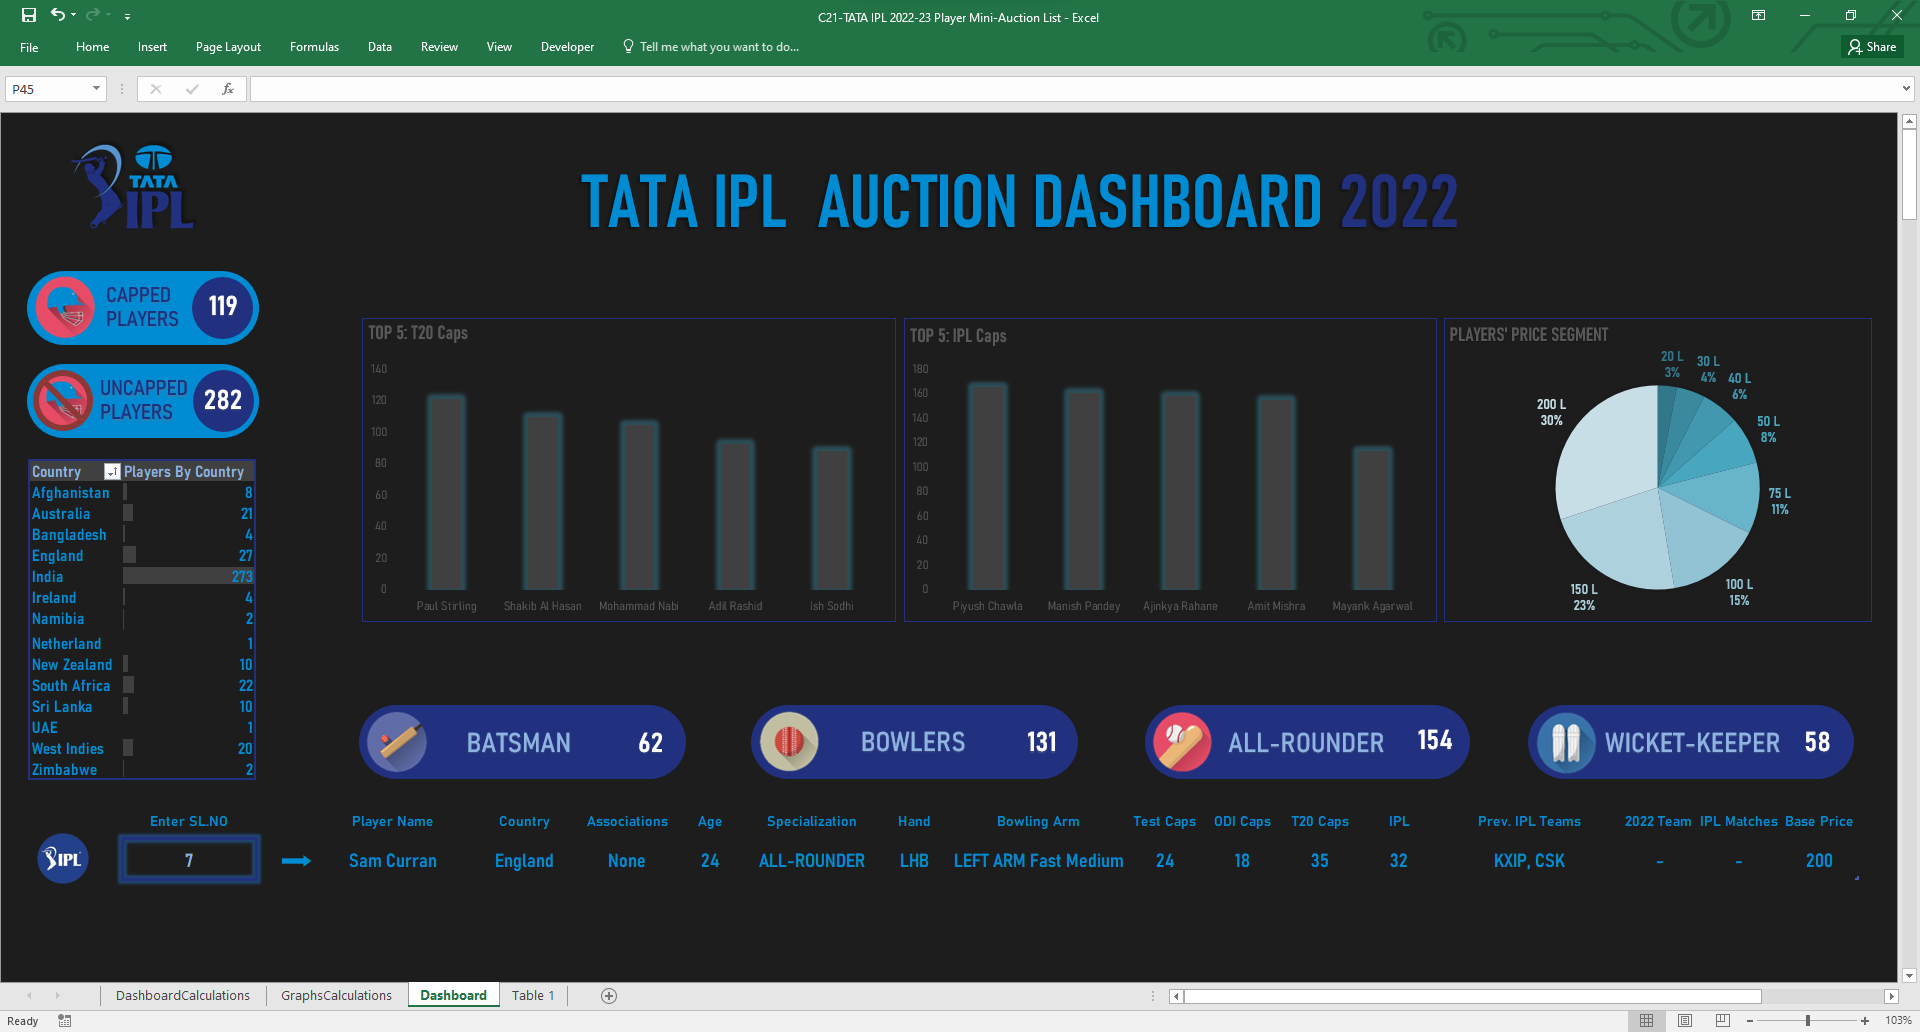 C21-TATA IPL 2022-23 Player Mini-Auction List - Excel
File Home Insert Page Layout Formulas Data Review View Developer Tell me what you want to do... Share
P45 fx
TATA
IPL
TATA IPL AUCTION DASHBOARD 2022
CAPPED
PLAYERS 119
UNCAPPED
PLAYERS 282
Country Players By Country
Afghanistan 8
Australia 21
Bangladesh 4
England 27
India 273
Ireland 4
Namibia 2
Netherland 1
New Zealand 10
South Africa 22
Sri Lanka 10
UAE 1
West Indies 20
Zimbabwe 2
TOP 5: T20 Caps
140
120
100
80
60
40
20
0
Paul Stirling Shakib Al Hasan Mohammad Nabi Adil Rashid Ish Sodhi
TOP 5: IPL Caps
180
160
140
120
100
80
60
40
20
0
Piyush Chawla Manish Pandey Ajinkya Rahane Amit Mishra Mayank Agarwal
PLAYERS' PRICE SEGMENT
20 L
3%
30 L
4%
40 L
6%
50 L
8%
75 L
11%
100 L
15%
150 L
23%
200 L
30%
BATSMAN 62
BOWLERS 131
ALL-ROUNDER 154
WICKET-KEEPER 58
Enter SL.NO Player Name Country Associations Age Specialization Hand Bowling Arm Test Caps ODI Caps T20 Caps IPL Prev. IPL Teams 2022 Team IPL Matches Base Price
IPL 7 Sam Curran England None 24 ALL-ROUNDER LHB LEFT ARM Fast Medium 24 18 35 32 KXIP, CSK - - 200
DashboardCalculations GraphsCalculations Dashboard Table 1
Ready 103%